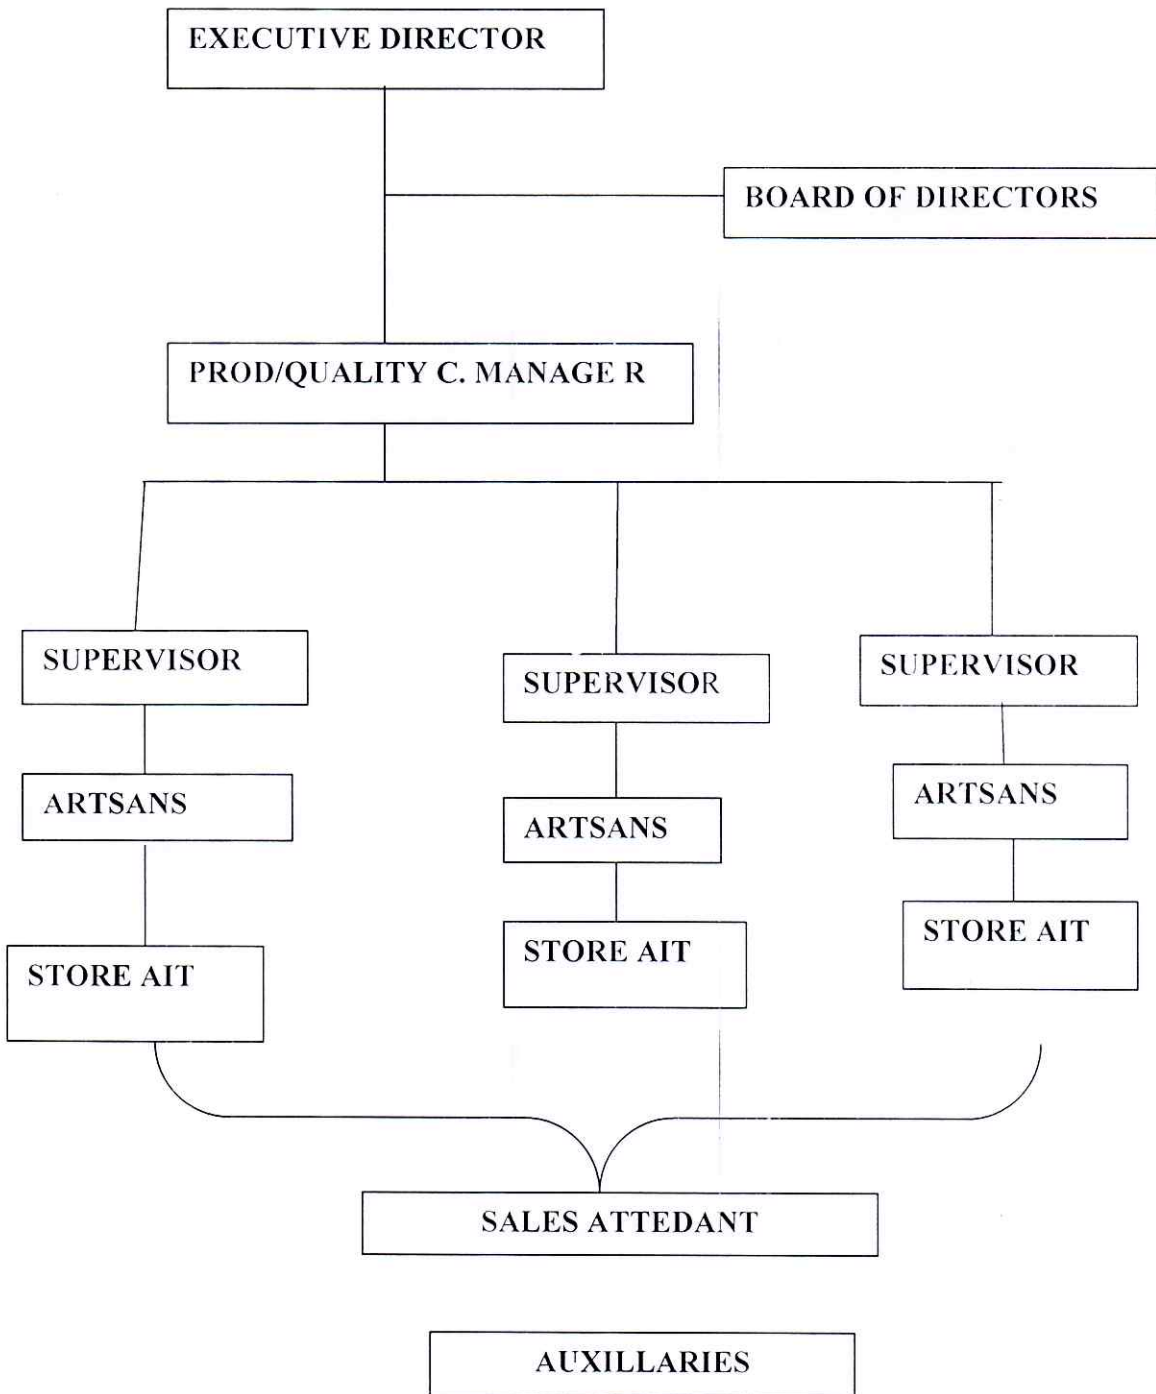 EXECUTIVE DIRECTOR
BOARD OF DIRECTORS
PROD/QUALITY C. MANAGE R
SUPERVISOR
SUPERVISOR
SUPERVISOR
ARTSANS
ARTSANS
ARTSANS
STORE AIT
STORE AIT
STORE AIT
SALES ATTEDANT
AUXILLARIES